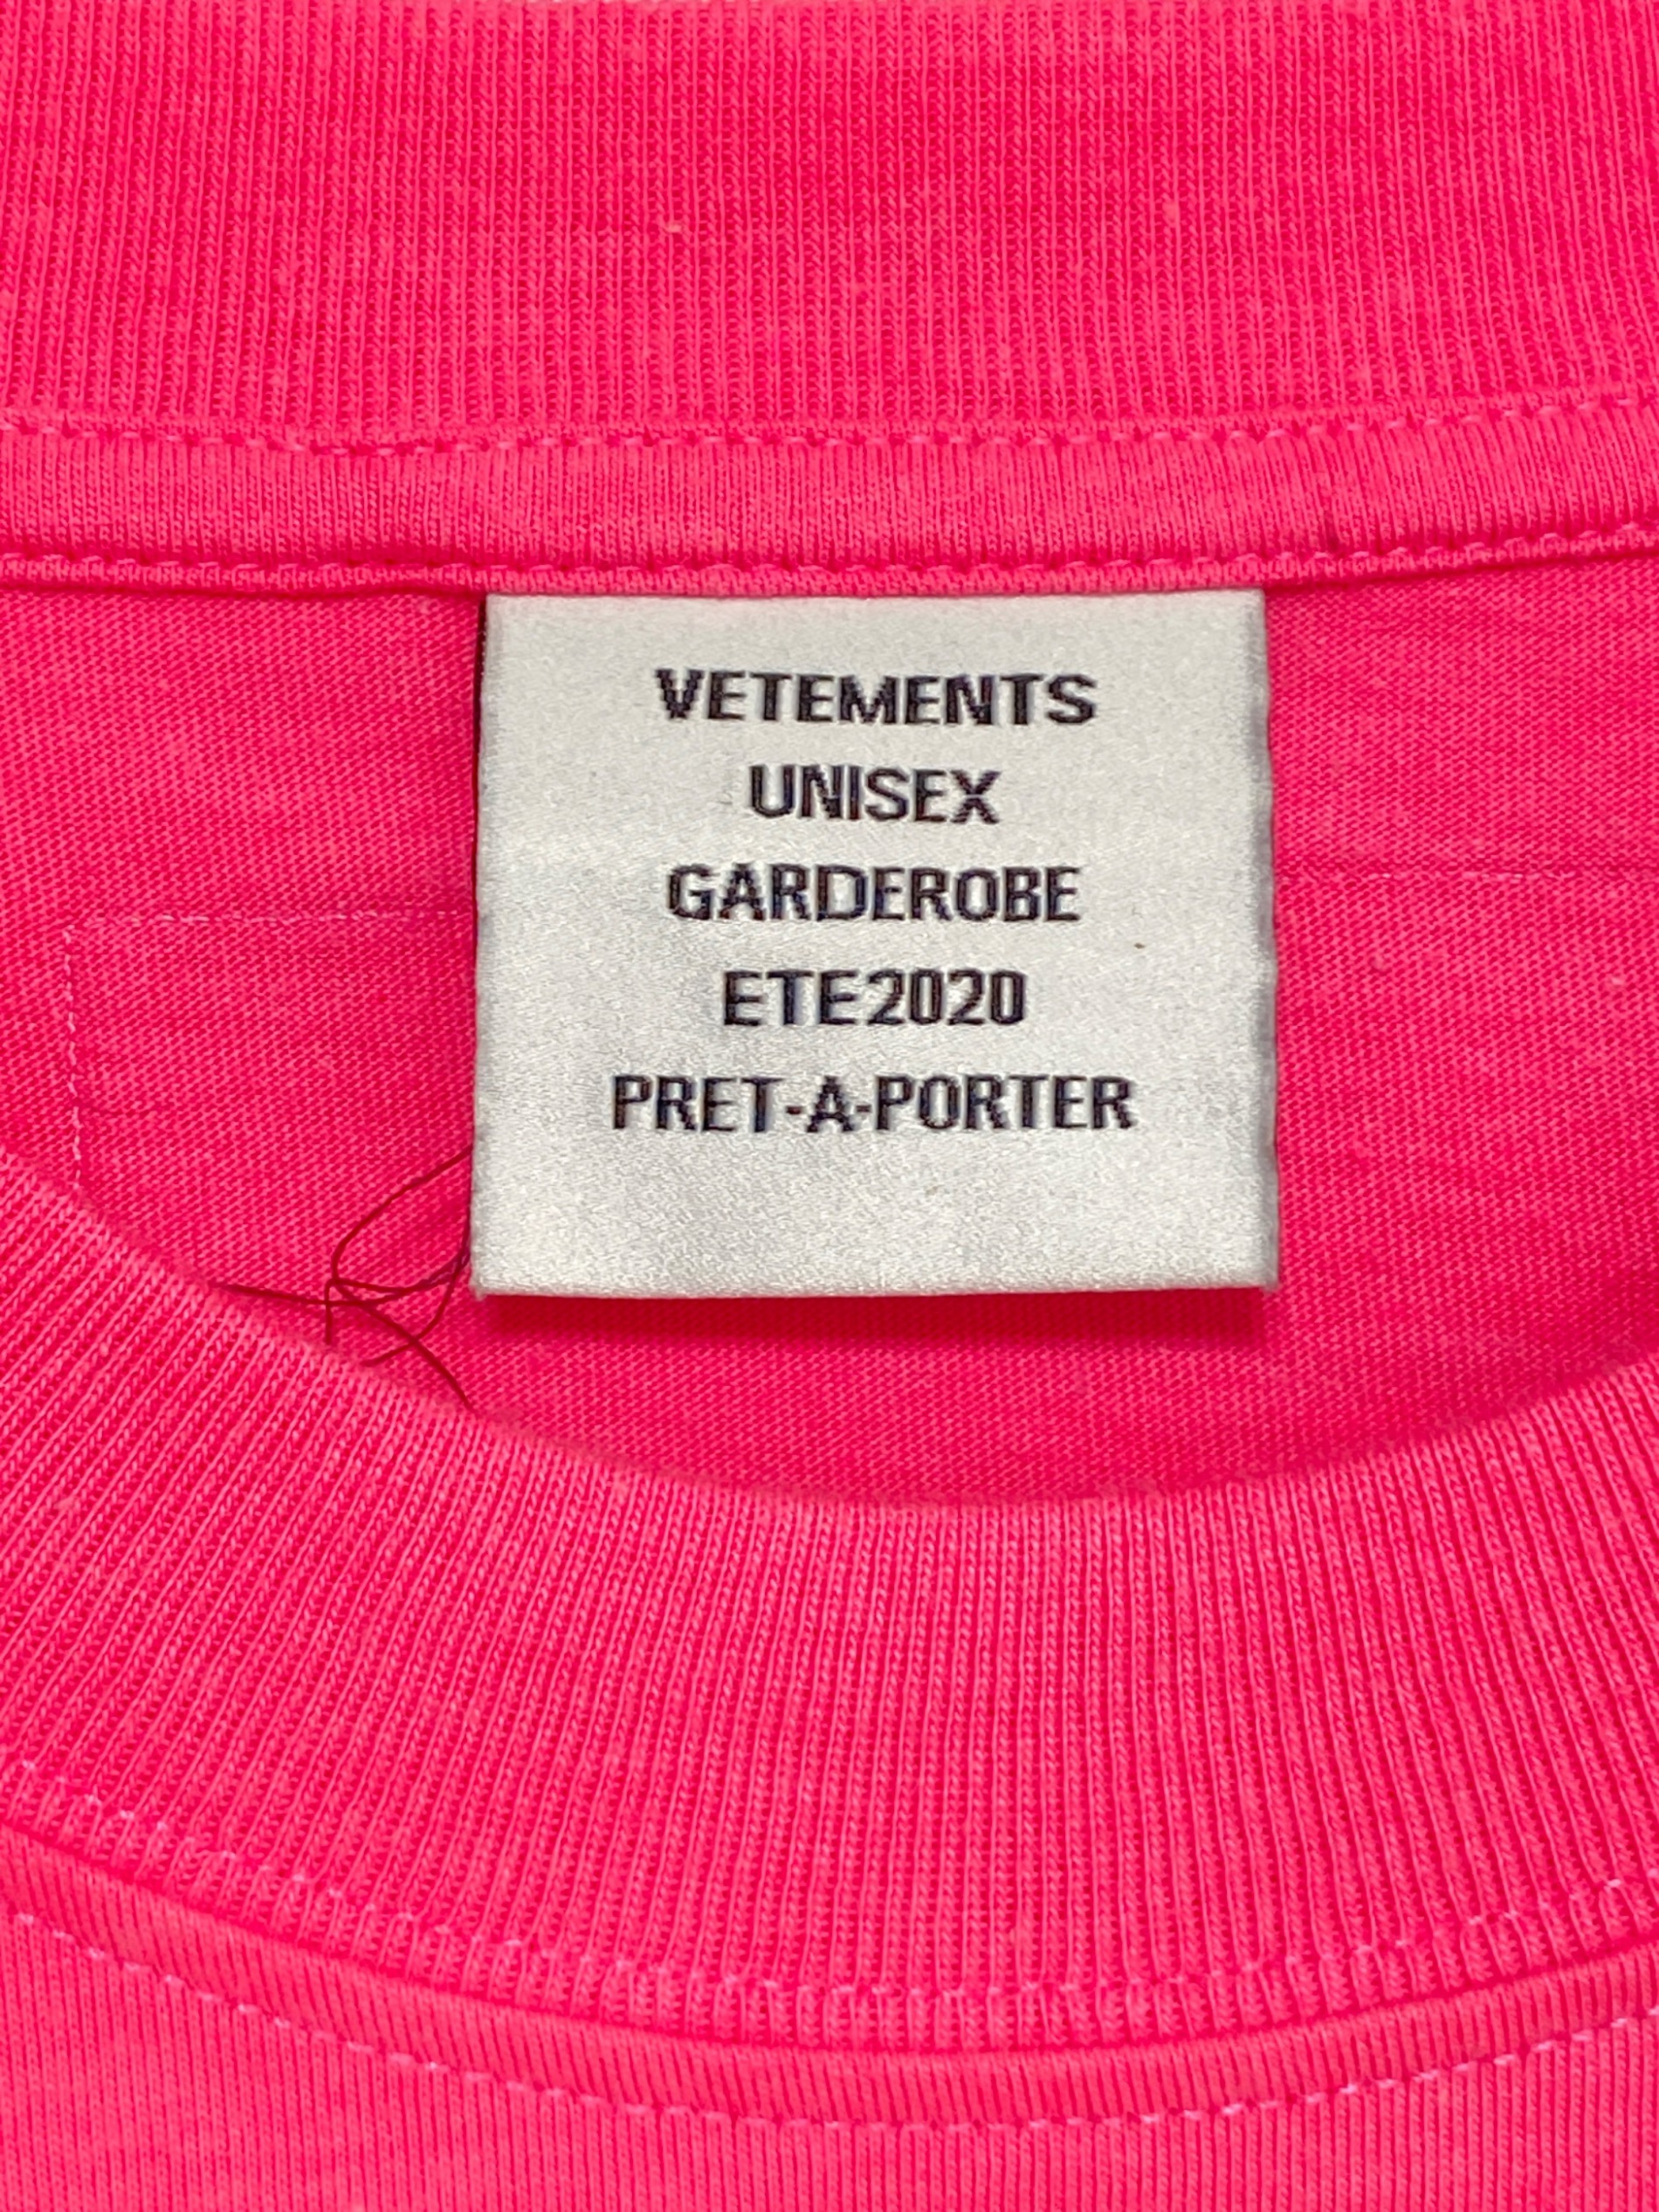 VETEMENTS
UNISEX
GARDEROBE
ETE2020
PRET-A-PORTER